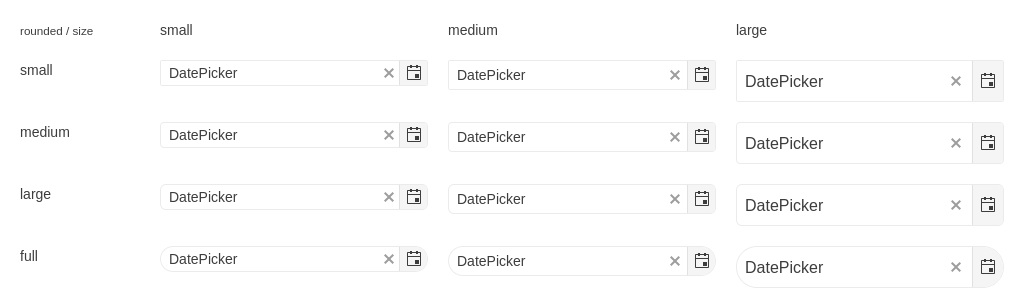 rounded / size small medium large
small DatePicker DatePicker DatePicker
medium DatePicker DatePicker DatePicker
large DatePicker DatePicker DatePicker
full DatePicker DatePicker DatePicker